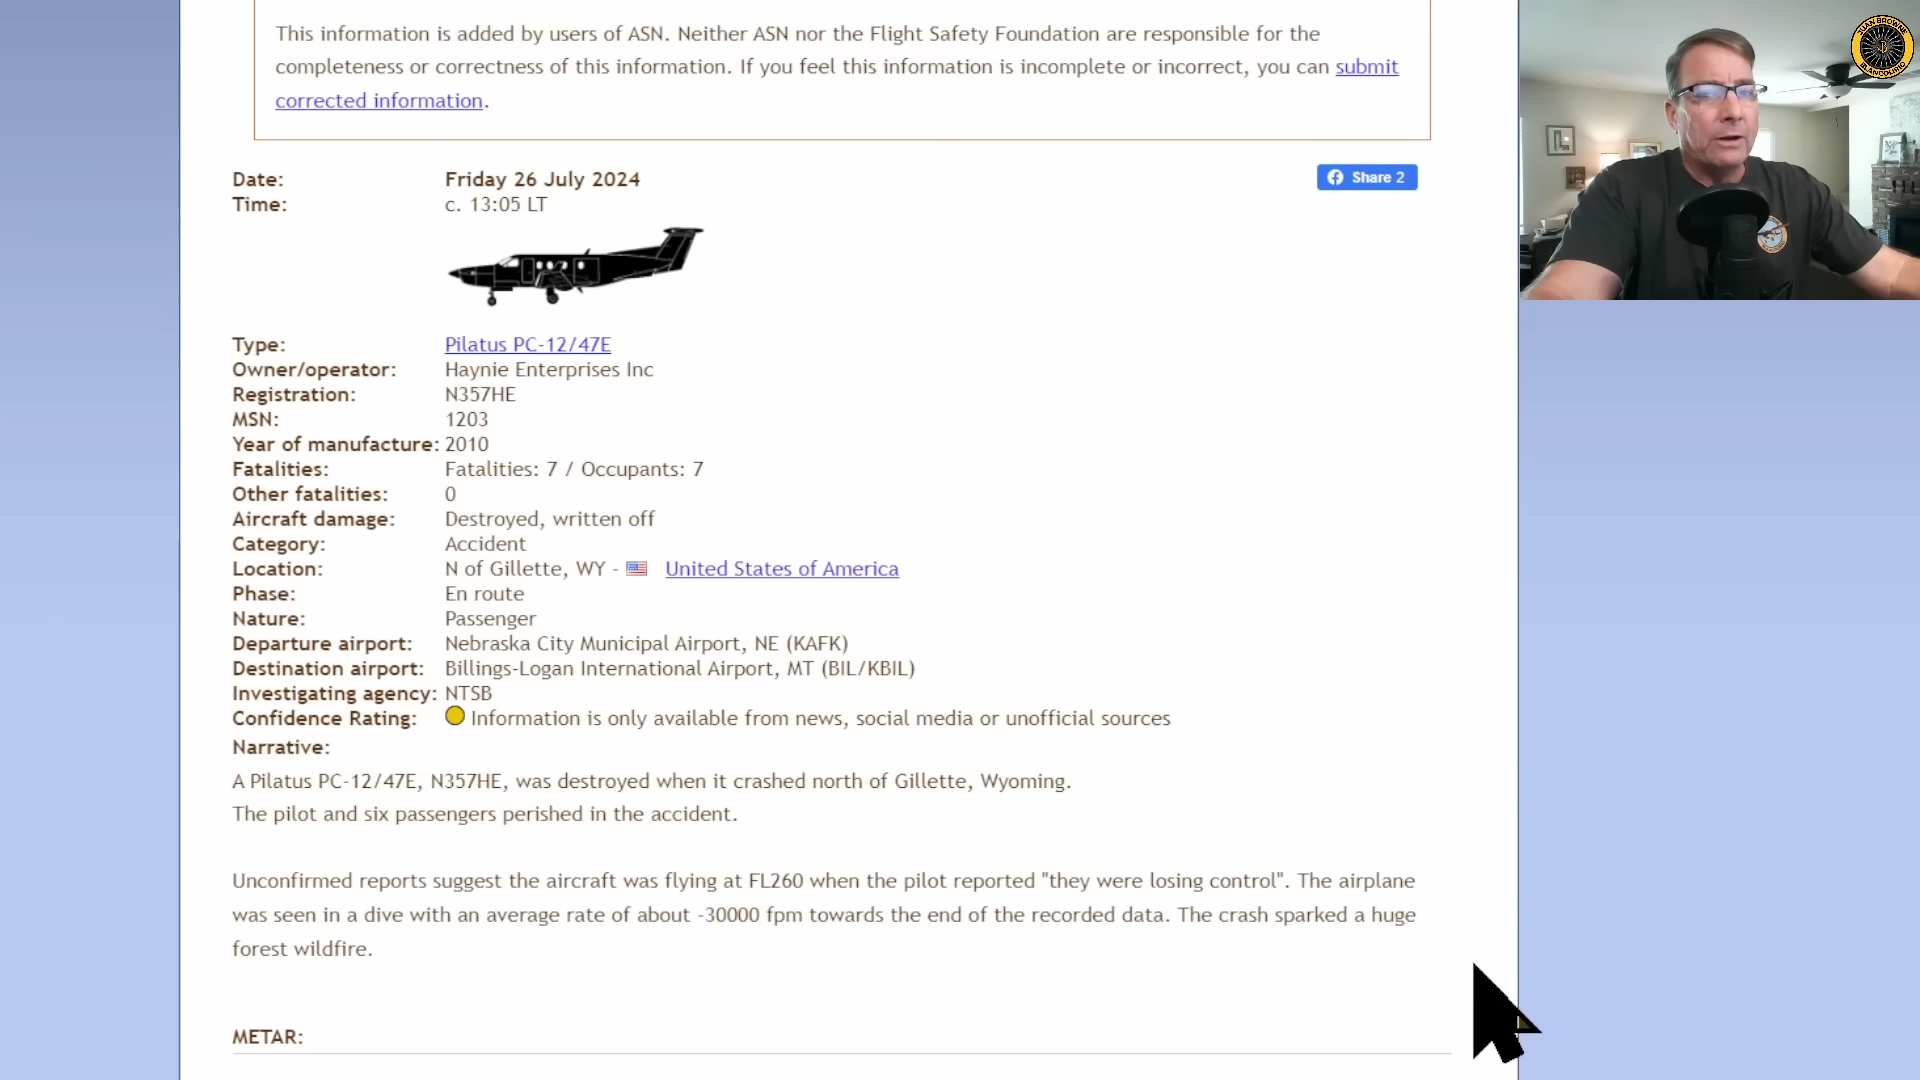 This information is added by users of ASN. Neither ASN nor the Flight Safety Foundation are responsible for the
completeness or correctness of this information. If you feel this information is incomplete or incorrect, you can submit
corrected information.
Date: Friday 26 July 2024
Share 2
Time: c. 13:05 LT
Type: Pilatus PC-12/47E
Owner/operator: Haynie Enterprises Inc
Registration: N357HE
MSN: 1203
Year of manufacture: 2010
Fatalities: Fatalities: 7 / Occupants: 7
Other fatalities: 0
Aircraft damage: Destroyed, written off
Category: Accident
Location: N of Gillette, WY - United States of America
Phase: En route
Nature: Passenger
Departure airport: Nebraska City Municipal Airport, NE (KAFK)
Destination airport: Billings-Logan International Airport, MT (BIL/KBIL)
Investigating agency: NTSB
Confidence Rating: Information is only available from news, social media or unofficial sources
Narrative:
A Pilatus PC-12/47E, N357HE, was destroyed when it crashed north of Gillette, Wyoming.
The pilot and six passengers perished in the accident.
Unconfirmed reports suggest the aircraft was flying at FL260 when the pilot reported "they were losing control". The airplane
was seen in a dive with an average rate of about -30000 fpm towards the end of the recorded data. The crash sparked a huge
forest wildfire.
METAR:
JUAN BROWNE
BLANCOLIRIO